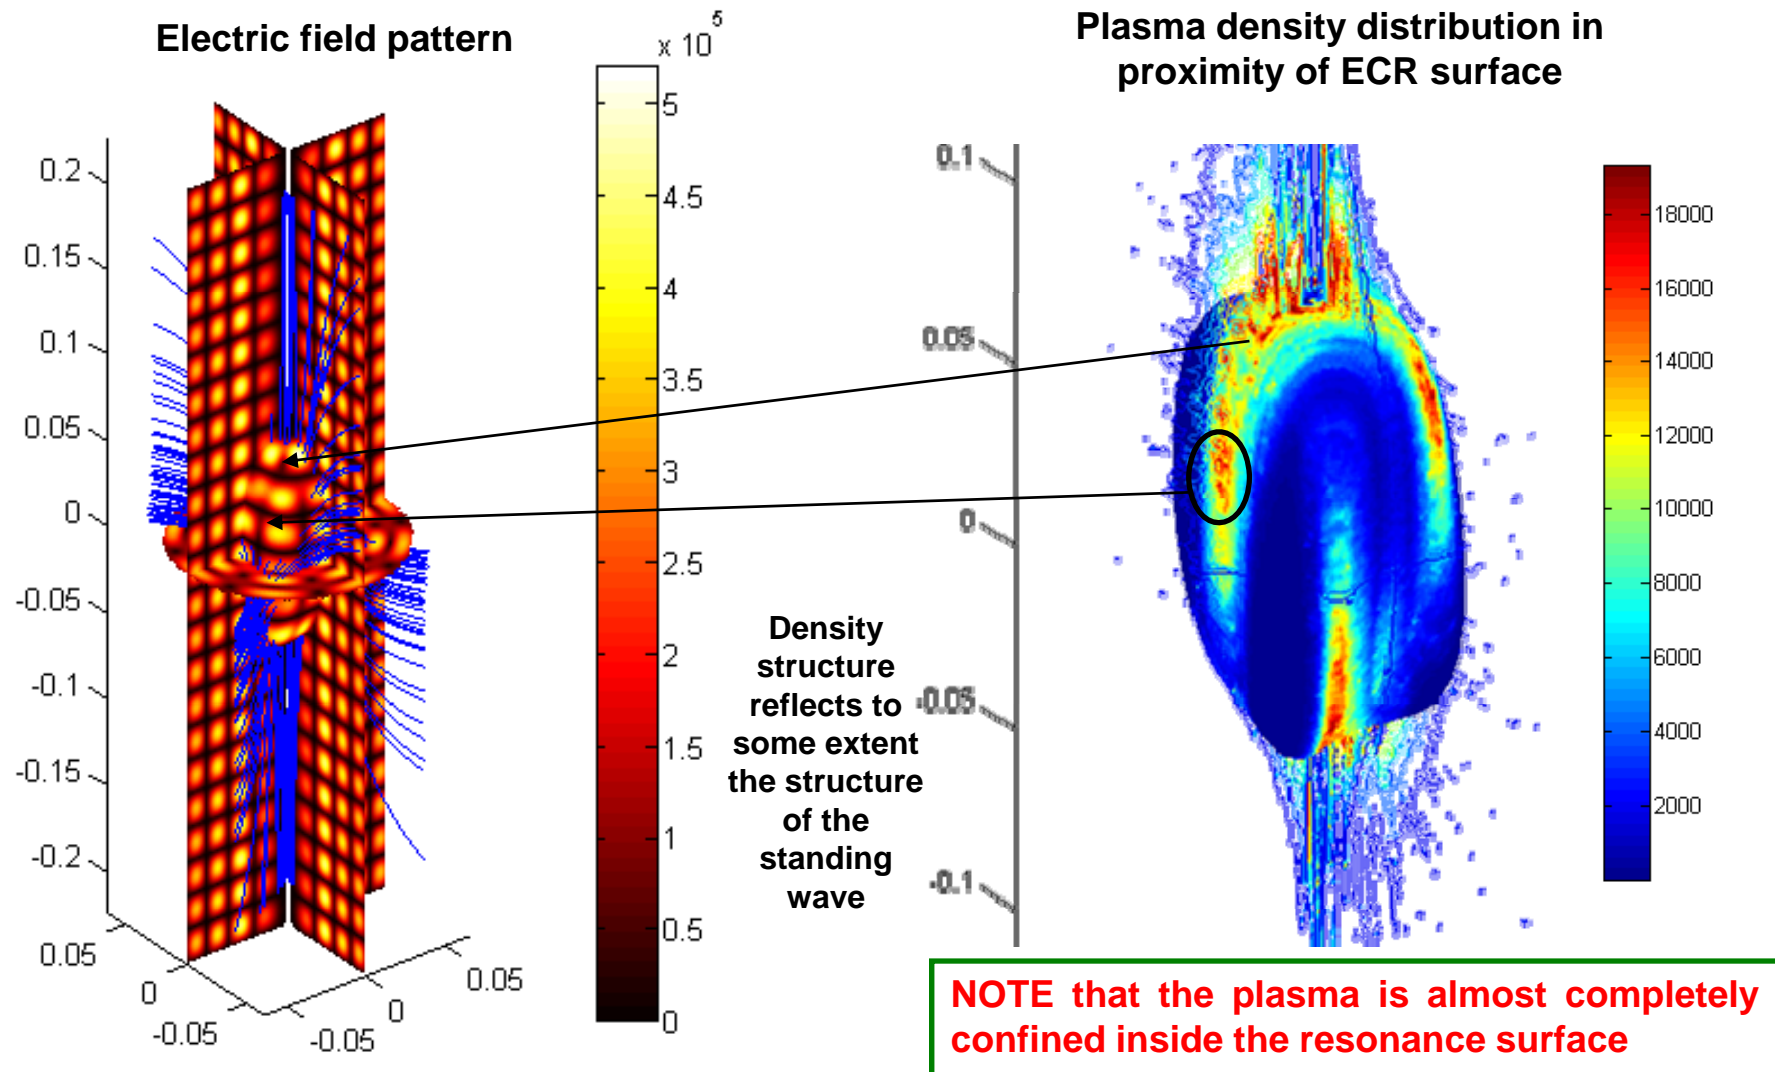 Electric field pattern
x 10
5
5
4.5
4
3.5
3
2.5
2
1.5
1
0.5
0
0.2
0.15
0.1
0.05
0
-0.05
-0.1
-0.15
-0.2
0.05
0
-0.05
-0.05
0
0.05
Density
structure
reflects to
some extent
the structure
of the
standing
wave
Plasma density distribution in
proximity of ECR surface
0.1
0.05
0
-0.05
-0.1
18000
16000
14000
12000
10000
8000
6000
4000
2000
NOTE that the plasma is almost completely
confined inside the resonance surface